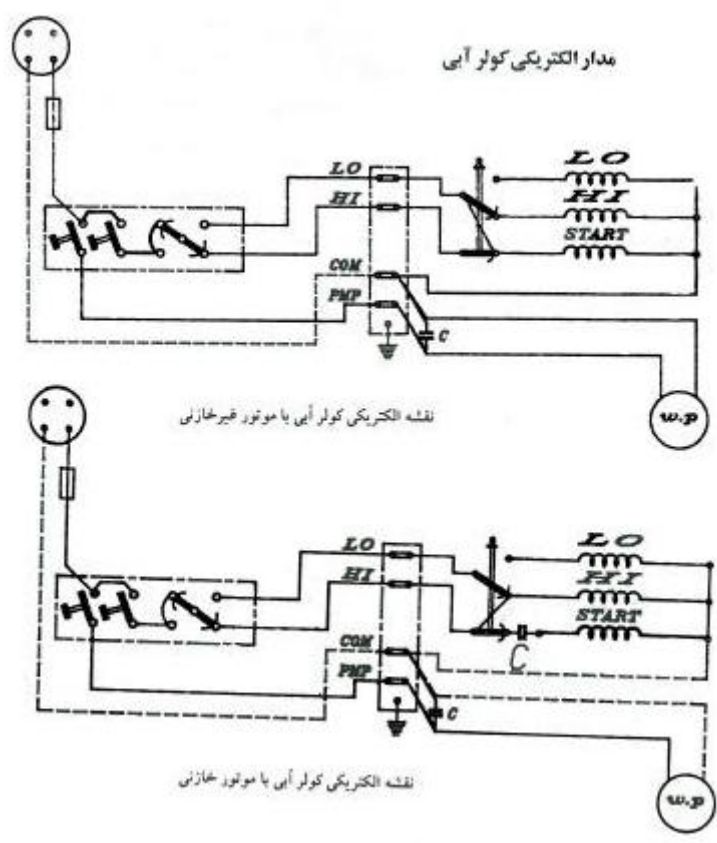 مدار الکتریکی کولر آبی
LO
HI
COM
PMP
C
LO
HI
START
w.p
نقشه الکتریکی کولر آبی با موتور غیرخازنی
LO
HI
COM
PMP
C
LO
HI
START
C
w.p
نقشه الکتریکی کولر آبی با موتور خازنی